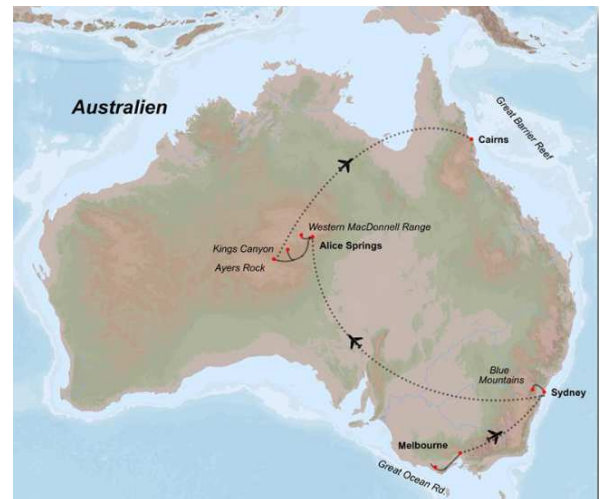 Australien
Great Barrier Reef
Cairns
Western MacDonnell Range
Kings Canyon
Alice Springs
Ayers Rock
Blue
Mountains
Sydney
Melbourne
Great Ocean Rd.